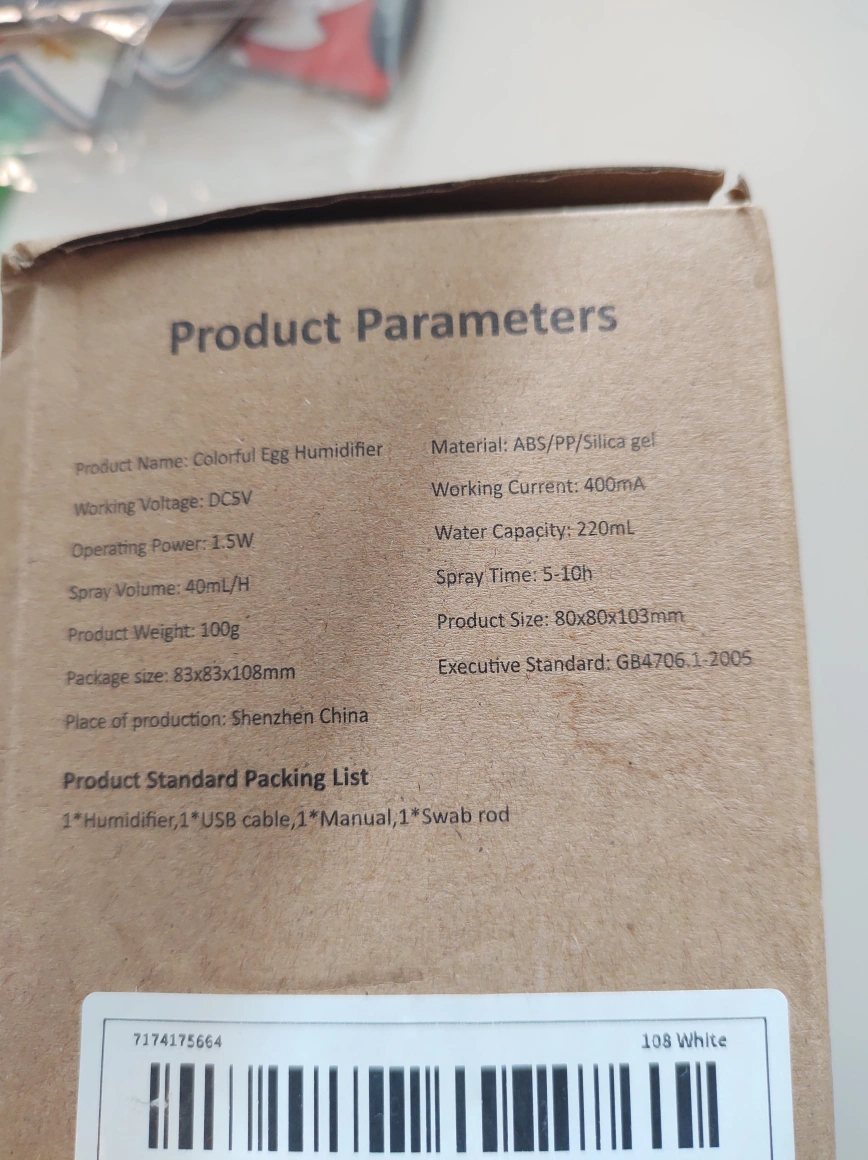 Product Parameters
Product Name: Colorful Egg Humidifier
Working Voltage: DC5V
Operating Power: 1.5W
Spray Volume: 40mL/H
Product Weight: 100g
Package size: 83x83x108mm
Place of production: Shenzhen China
Material: ABS/PP/Silica gel
Working Current: 400mA
Water Capacity: 220mL
Spray Time: 5-10h
Product Size: 80x80x103mm
Executive Standard: GB4706.1-2005
Product Standard Packing List
1*Humidifier,1*USB cable,1*Manual,1*Swab rod
7174175664
108 White